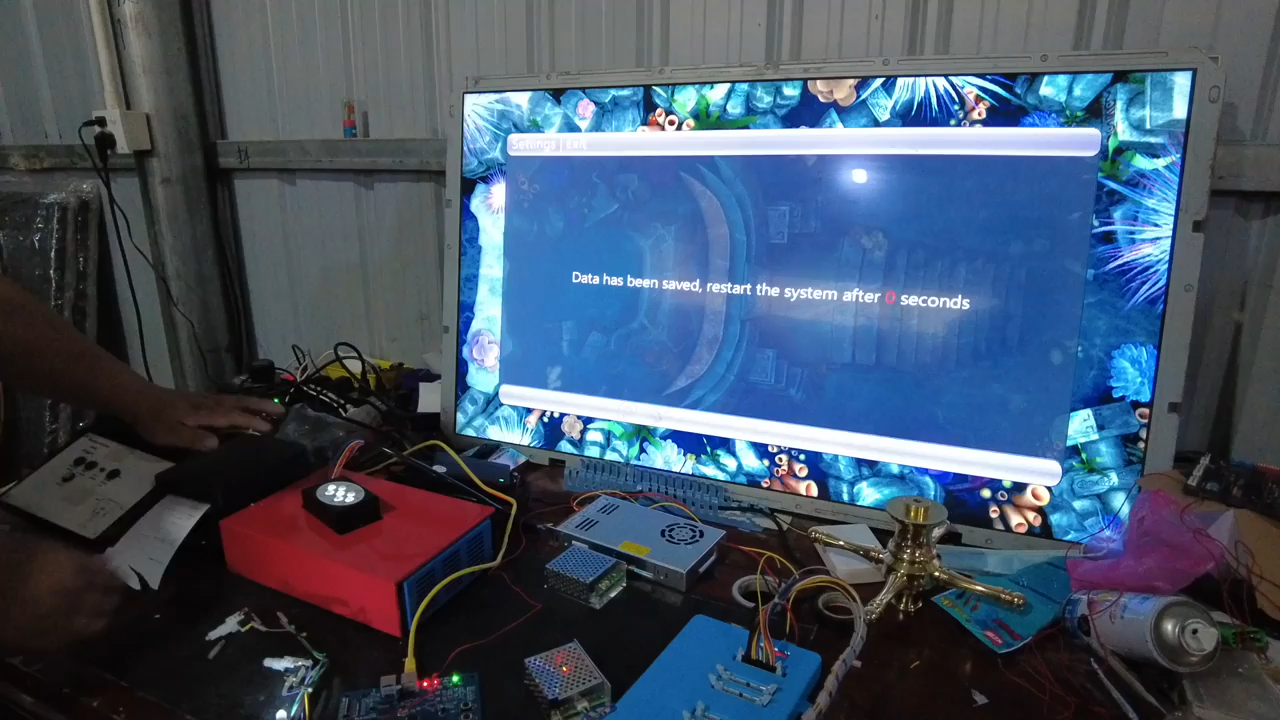 Settings | Exit
Data has been saved, restart the system after 0 seconds